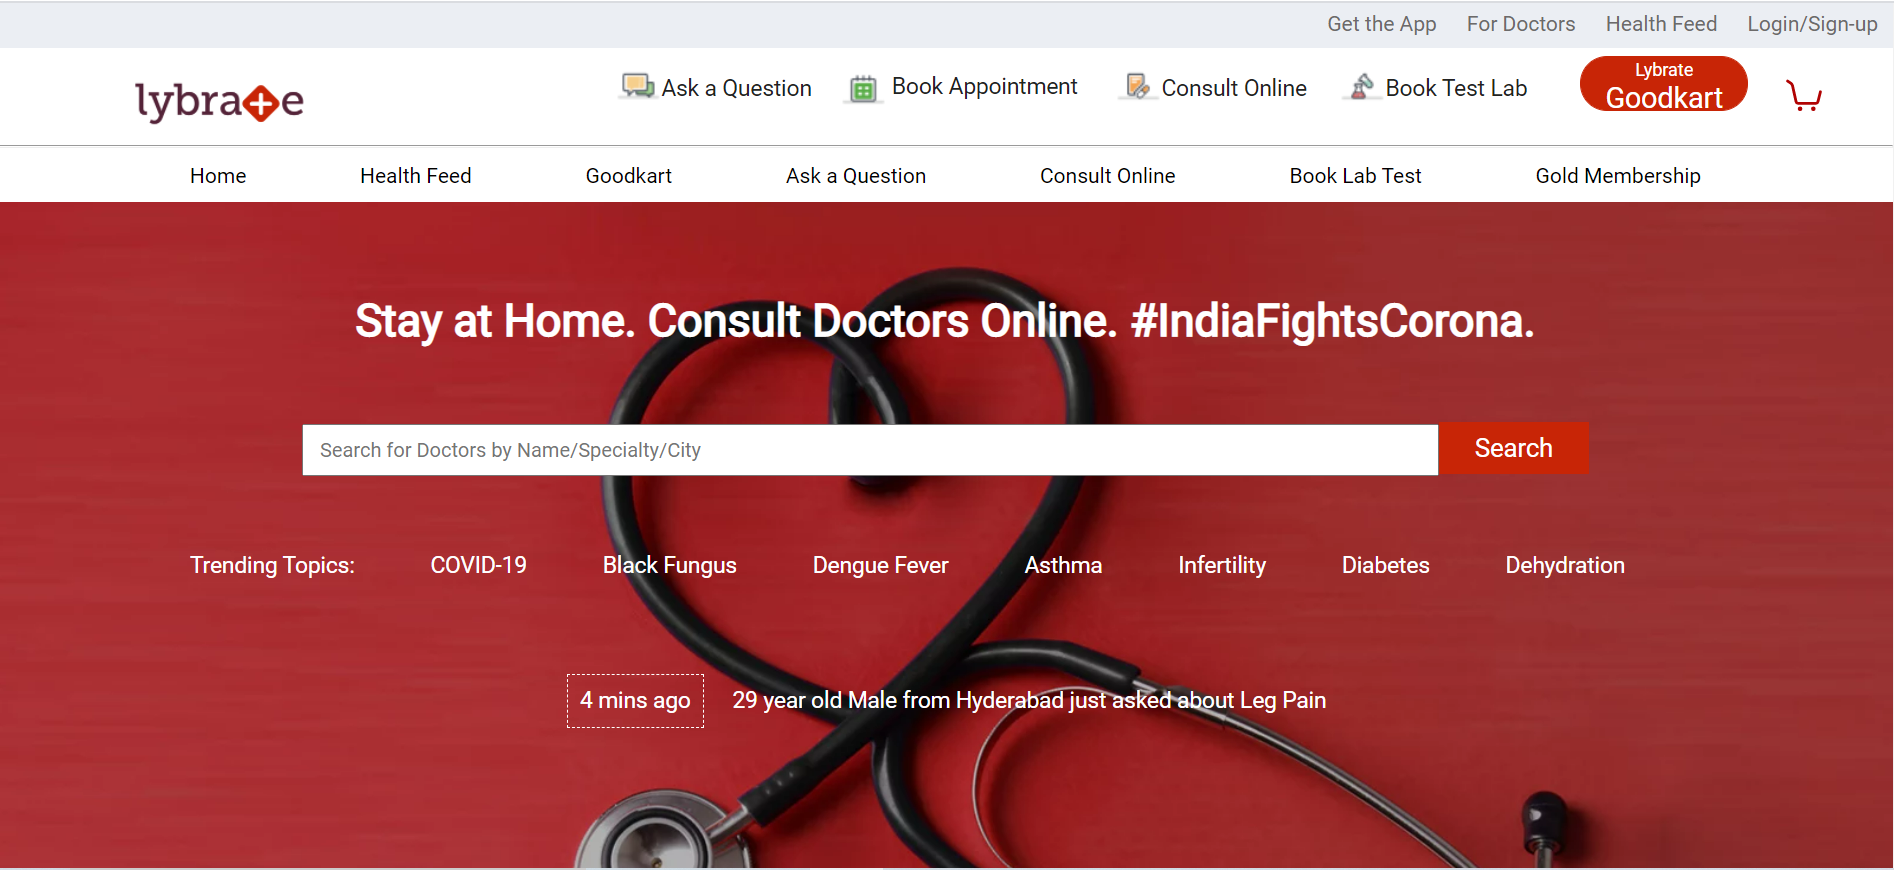 Get the App For Doctors Health Feed Login/Sign-up
lybrate Ask a Question Book Appointment Consult Online Book Test Lab Lybrate
Goodkart
Home Health Feed Goodkart Ask a Question Consult Online Book Lab Test Gold Membership
Stay at Home. Consult Doctors Online. #IndiaFightsCorona.
Search for Doctors by Name/Specialty/City Search
Trending Topics: COVID-19 Black Fungus Dengue Fever Asthma Infertility Diabetes Dehydration
4 mins ago 29 year old Male from Hyderabad just asked about Leg Pain